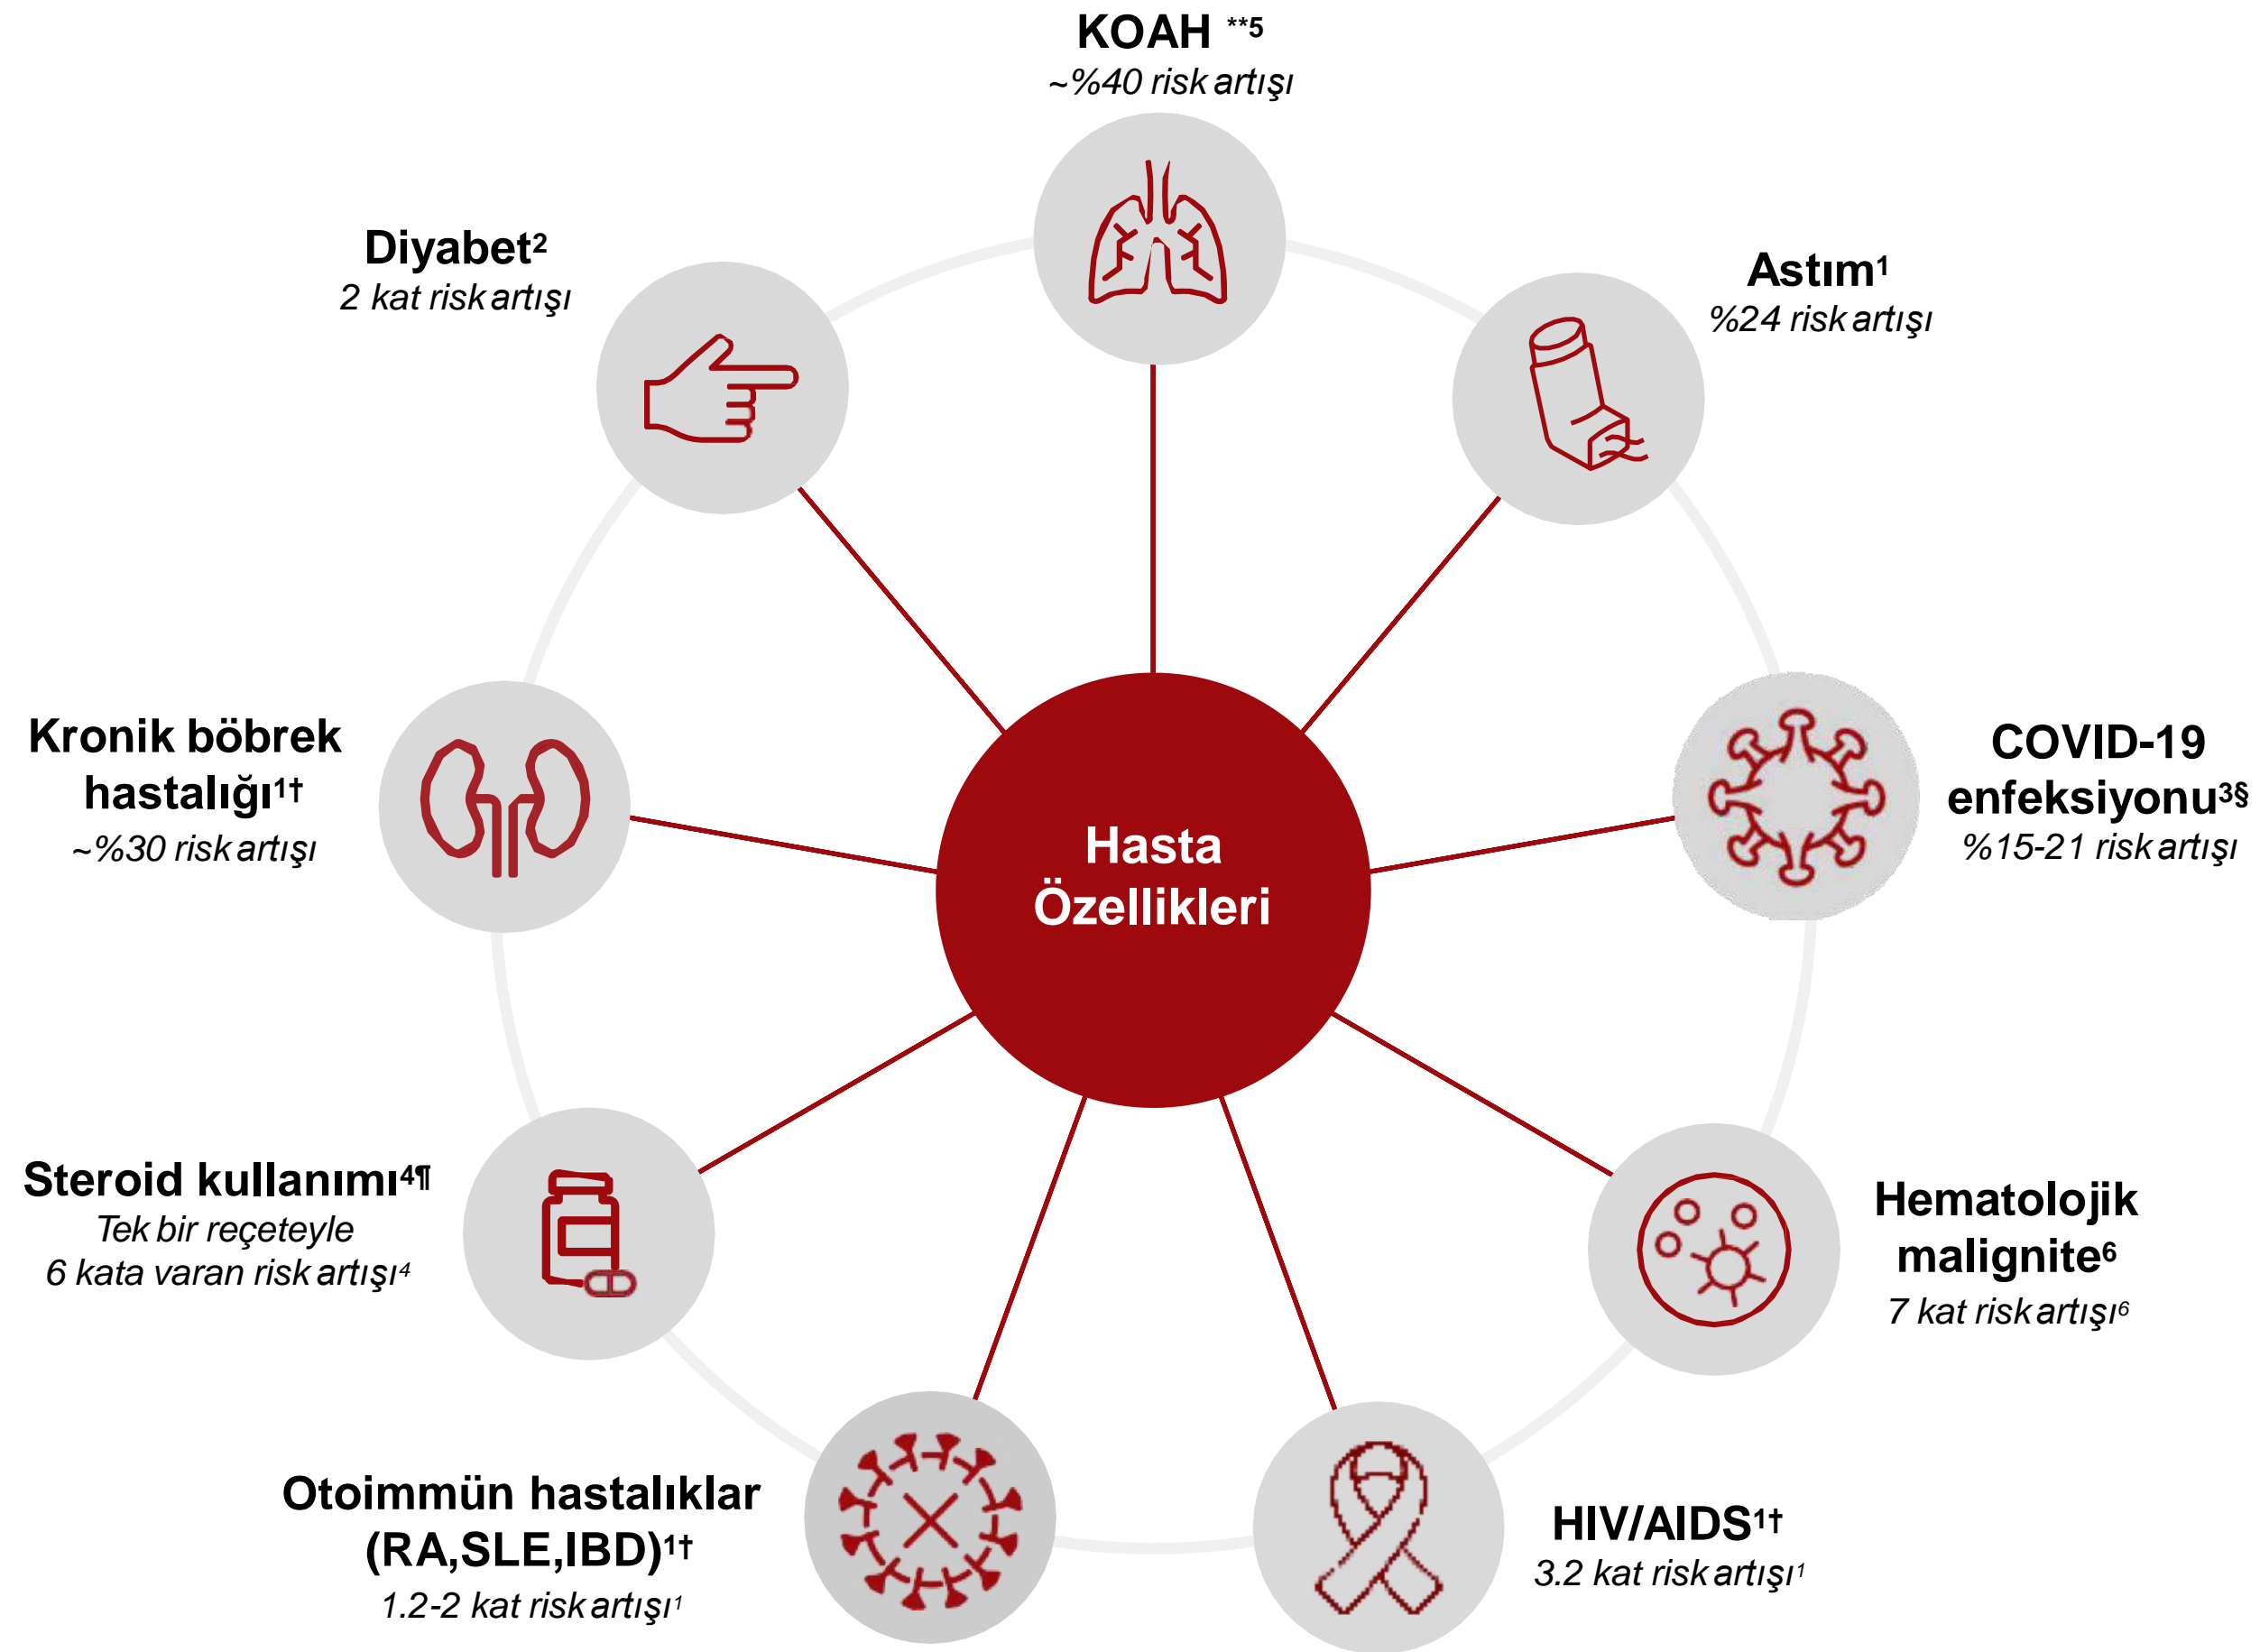 KOAH **5
~%40 risk artışı
Diyabet2
2 kat risk artışı
Astım1
%24 risk artışı
Kronik böbrek
hastalığı1†
~%30 risk artışı
COVID-19
enfeksiyonu3§
%15-21 risk artışı
Hasta
Özellikleri
Steroid kullanımı4¶
Tek bir reçeteyle
6 kata varan risk artışı4
Hematolojik
malignite6
7 kat risk artışı6
Otoimmün hastalıklar
(RA,SLE,IBD)1†
1.2-2 kat risk artışı1
HIV/AIDS1†
3.2 kat risk artışı1